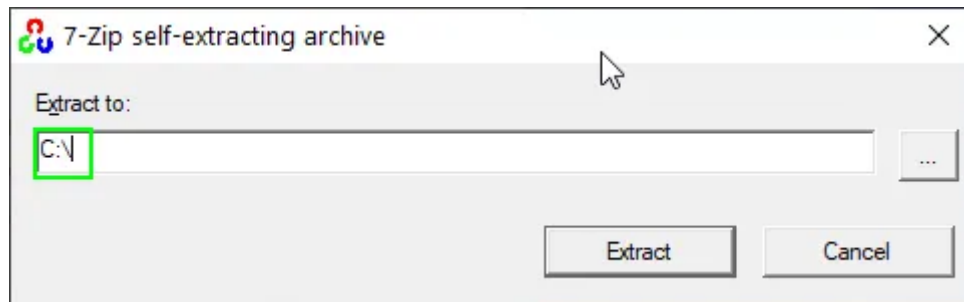 7-Zip self-extracting archive
Extract to:
C:\
...
Extract
Cancel